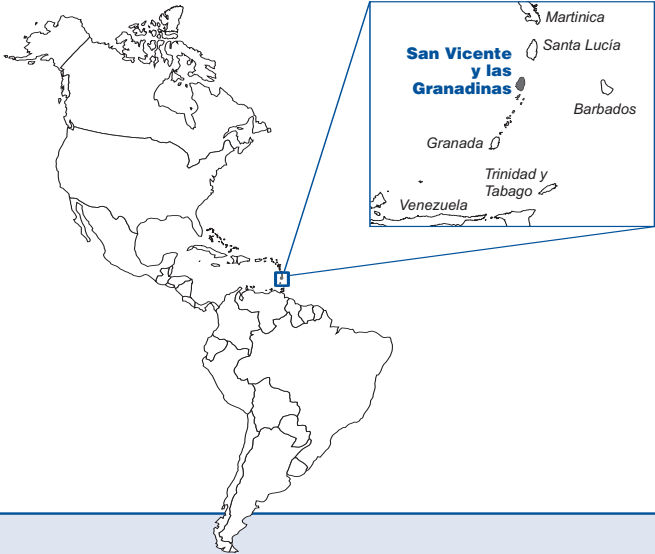 Martinica
Santa Lucía
San Vicente
y las
Granadinas
Barbados
Granada
Trinidad y
Tabago
Venezuela